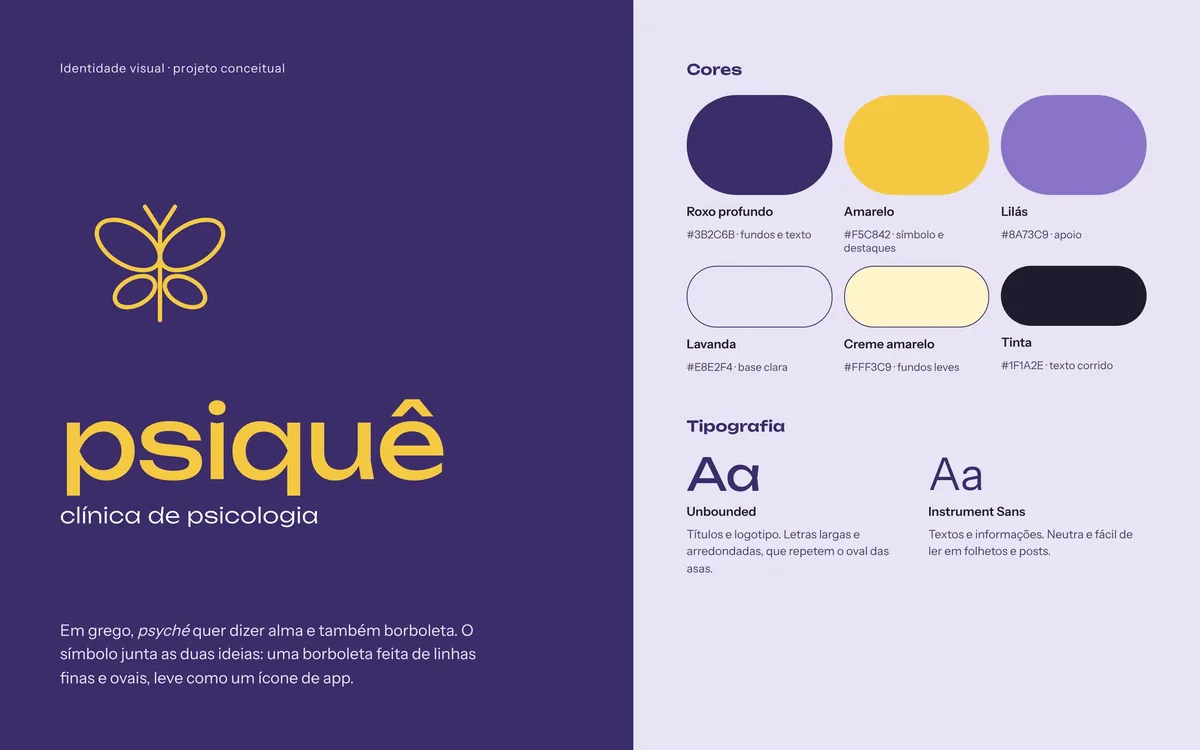 Identidade visual · projeto conceitual
psiquê
clínica de psicologia
Em grego, psyché quer dizer alma e também borboleta. O
símbolo junta as duas ideias: uma borboleta feita de linhas
finas e ovais, leve como um ícone de app.
Cores
Roxo profundo
#3B2C6B · fundos e texto
Amarelo
#F5C842 · símbolo e
destaques
Lilás
#8A73C9 · apoio
Lavanda
#E8E2F4 · base clara
Creme amarelo
#FFF3C9 · fundos leves
Tinta
#1F1A2E · texto corrido
Tipografia
Aa
Unbounded
Títulos e logotipo. Letras largas e
arredondadas, que repetem o oval das
asas.
Aa
Instrument Sans
Textos e informações. Neutra e fácil de
ler em folhetos e posts.